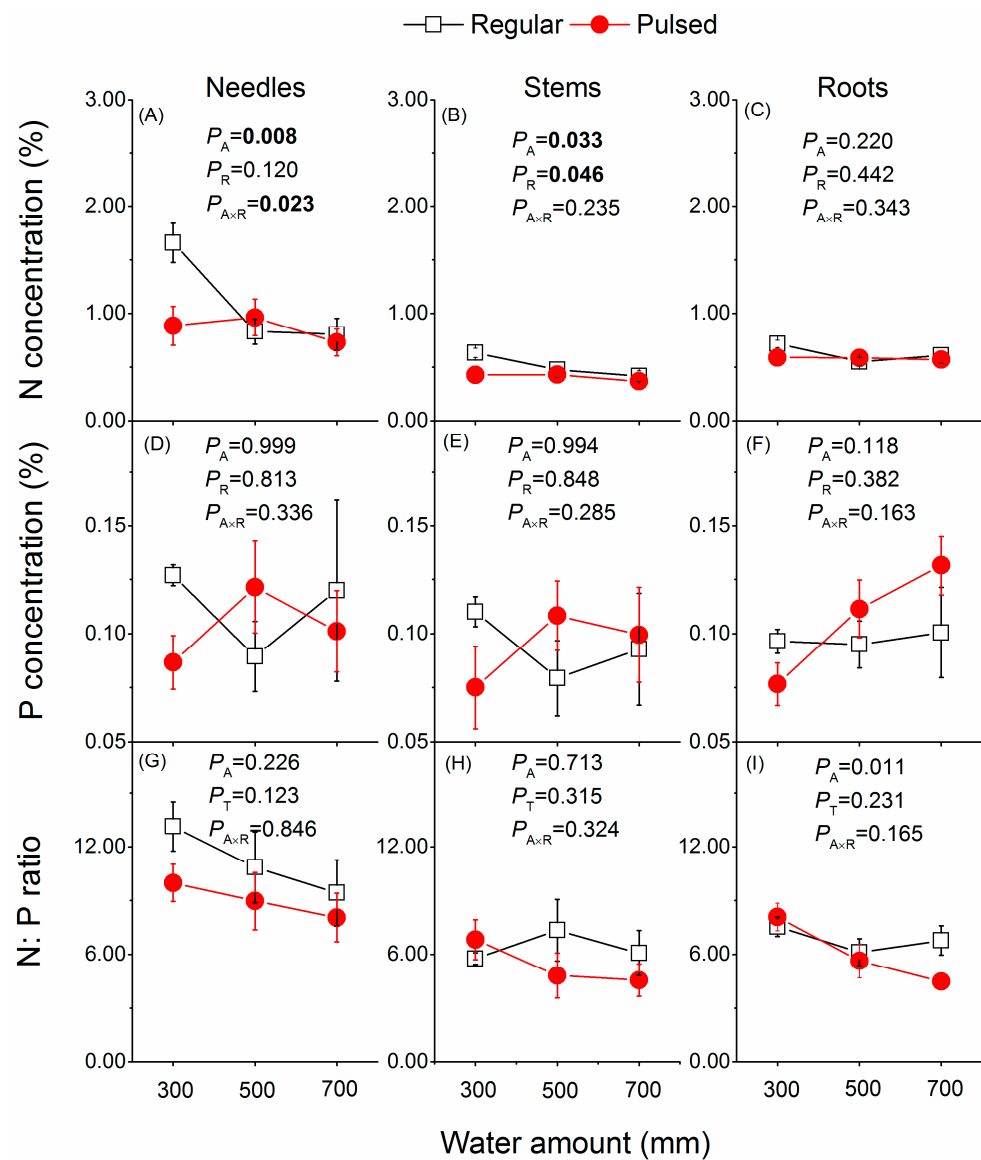 Regular Pulsed
Needles Stems Roots
N concentration (%)
3.00 3.00 3.00
2.00 2.00 2.00
1.00 1.00 1.00
0.00 0.00 0.00
(A)
PA=0.008
PR=0.120
PA×R=0.023
(B)
PA=0.033
PR=0.046
PA×R=0.235
(C)
PA=0.220
PR=0.442
PA×R=0.343
P concentration (%)
0.15 0.15 0.15
0.10 0.10 0.10
0.05 0.05 0.05
(D)
PA=0.999
PR=0.813
PA×R=0.336
(E)
PA=0.994
PR=0.848
PA×R=0.285
(F)
PA=0.118
PR=0.382
PA×R=0.163
N: P ratio
12.00 12.00 12.00
6.00 6.00 6.00
0.00 0.00 0.00
(G)
PA=0.226
PT=0.123
PA×R=0.846
(H)
PA=0.713
PT=0.315
PA×R=0.324
(I)
PA=0.011
PT=0.231
PA×R=0.165
300 500 700 300 500 700 300 500 700
Water amount (mm)